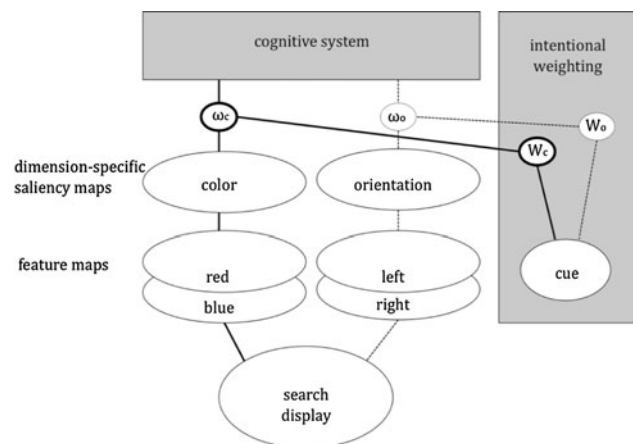 cognitive system
intentional
weighting
ωc
ωo
Wo
Wc
dimension-specific
saliency maps
color
orientation
feature maps
red
left
cue
blue
right
search
display